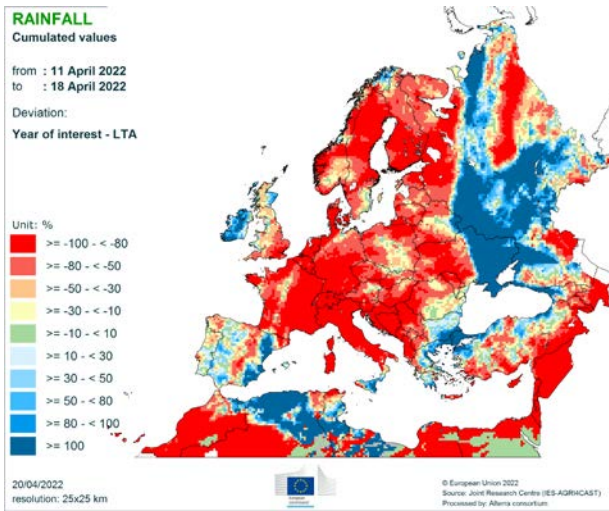 RAINFALL
Cumulated values
from : 11 April 2022
to : 18 April 2022
Deviation:
Year of interest - LTA
Unit: %
>= -100 - < -80
>= -80 - < -50
>= -50 - < -30
>= -30 - < -10
>= -10 - < 10
>= 10 - < 30
>= 30 - < 50
>= 50 - < 80
>= 80 - < 100
>= 100
20/04/2022
resolution: 25x25 km
European
Commission
© European Union 2022
Source: Joint Research Centre (IES-AGRI4CAST)
Processed by: Alterra consortium